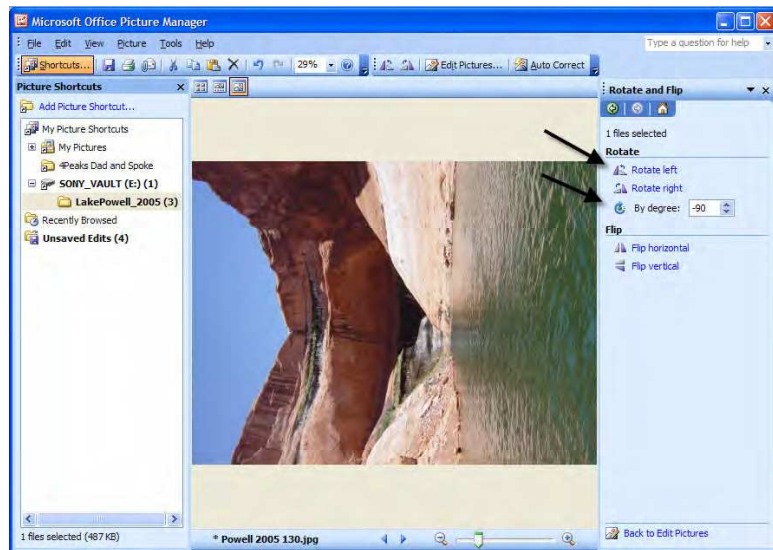 Microsoft Office Picture Manager
File Edit View Picture Tools Help
Type a question for help
Shortcuts... 29% Edit Pictures... Auto Correct
Picture Shortcuts
Add Picture Shortcut...
My Picture Shortcuts
My Pictures
4Peaks Dad and Spoke
SONY_VAULT (E:) (1)
LakePowell_2005 (3)
Recently Browsed
Unsaved Edits (4)
1 files selected (487 KB)
* Powell 2005 130.jpg
Rotate and Flip
1 files selected
Rotate
Rotate left
Rotate right
By degree: -90
Flip
Flip horizontal
Flip vertical
Back to Edit Pictures